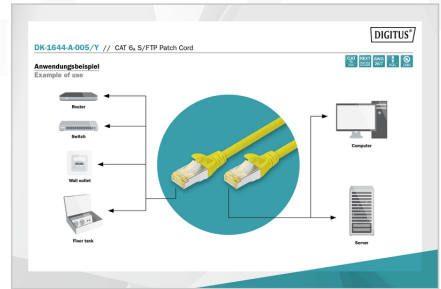 DIGITUS®
DK-1644-A-005/Y // CAT 6A S/FTP Patch Cord
Anwendungsbeispiel
Example of use
Router
Switch
Wall outlet
Floor tank
Computer
Server